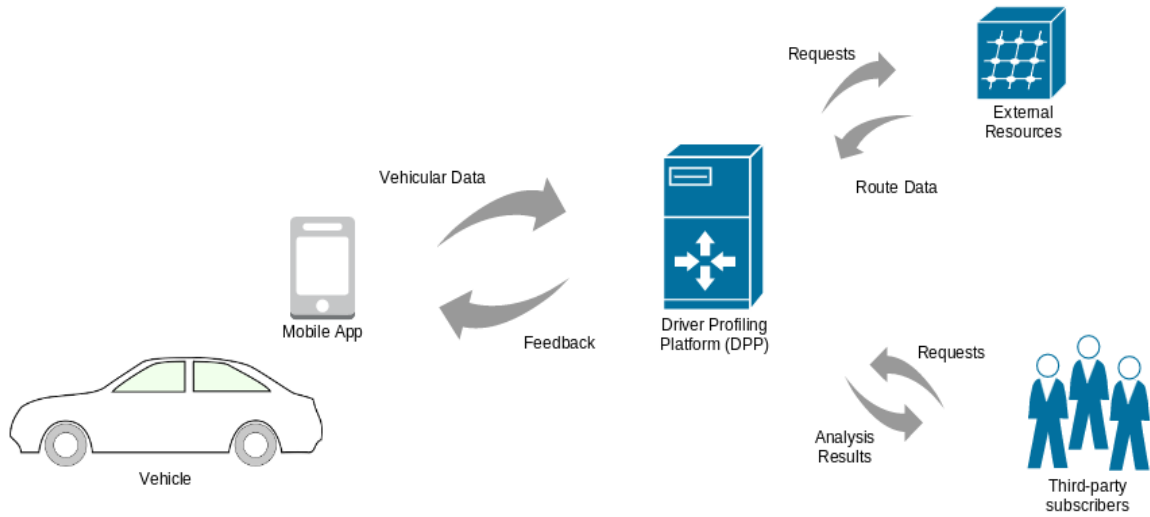 Requests
External
Resources
Route Data
Vehicular Data
Mobile App
Feedback
Driver Profiling
Platform (DPP)
Requests
Analysis
Results
Vehicle
Third-party
subscribers